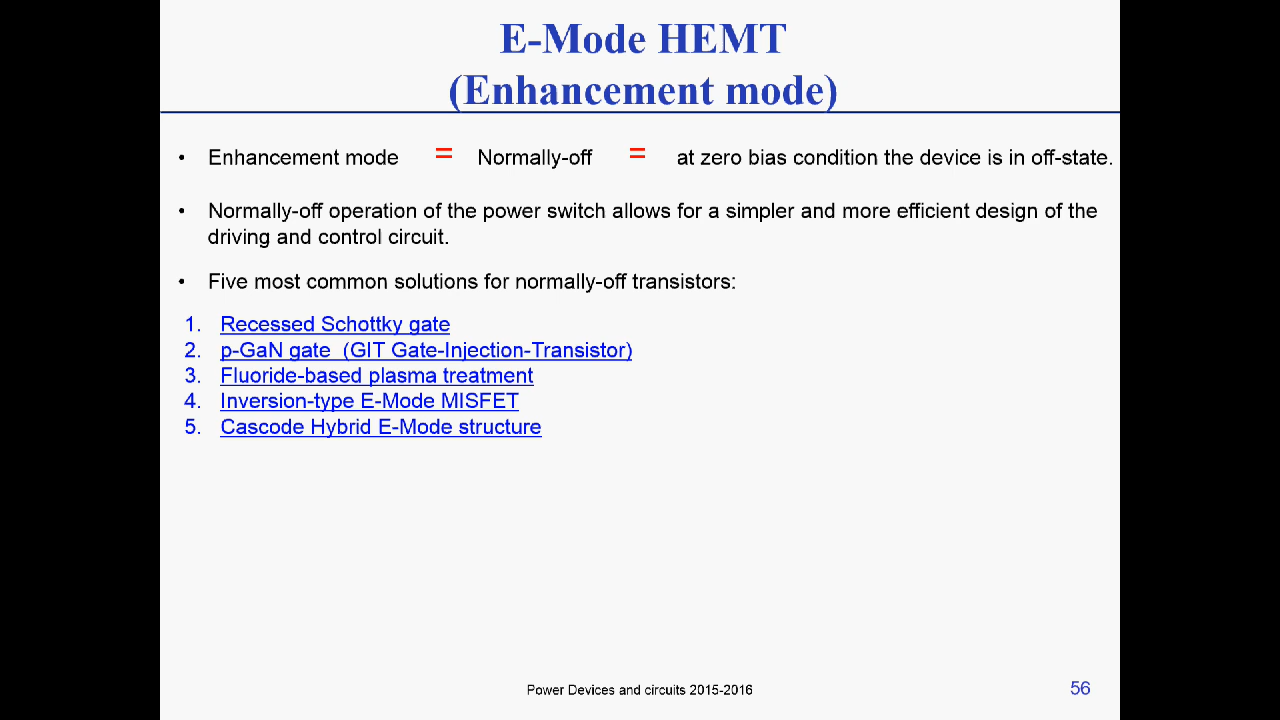 E-Mode HEMT
(Enhancement mode)
• Enhancement mode = Normally-off = at zero bias condition the device is in off-state.
• Normally-off operation of the power switch allows for a simpler and more efficient design of the
driving and control circuit.
• Five most common solutions for normally-off transistors:
1. Recessed Schottky gate
2. p-GaN gate (GIT Gate-Injection-Transistor)
3. Fluoride-based plasma treatment
4. Inversion-type E-Mode MISFET
5. Cascode Hybrid E-Mode structure
Power Devices and circuits 2015-2016
56